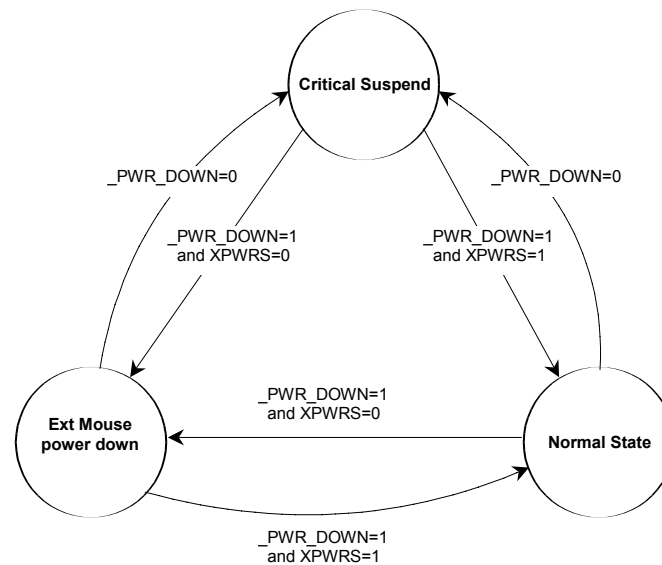 Critical Suspend
_PWR_DOWN=0
_PWR_DOWN=0
_PWR_DOWN=1
and XPWRS=0
_PWR_DOWN=1
and XPWRS=1
_PWR_DOWN=1
and XPWRS=0
Ext Mouse
power down
Normal State
_PWR_DOWN=1
and XPWRS=1